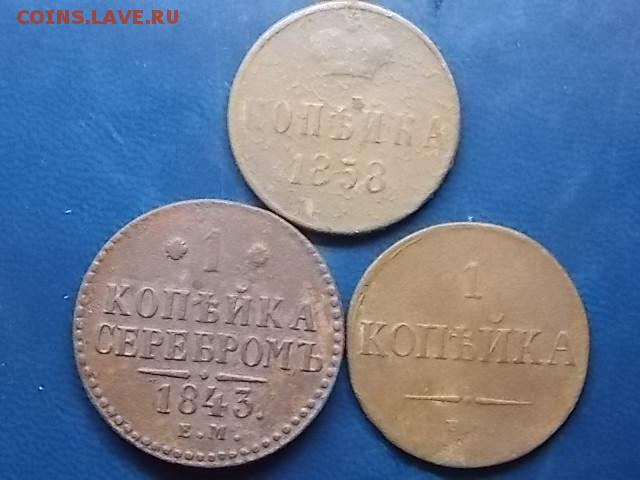 COINS.LAVE.RU
КОПѢЙКА
1858
1
КОПѢЙКА
СЕРЕБРОМЪ
1843.
Е.М.
1
КОПѢЙКА